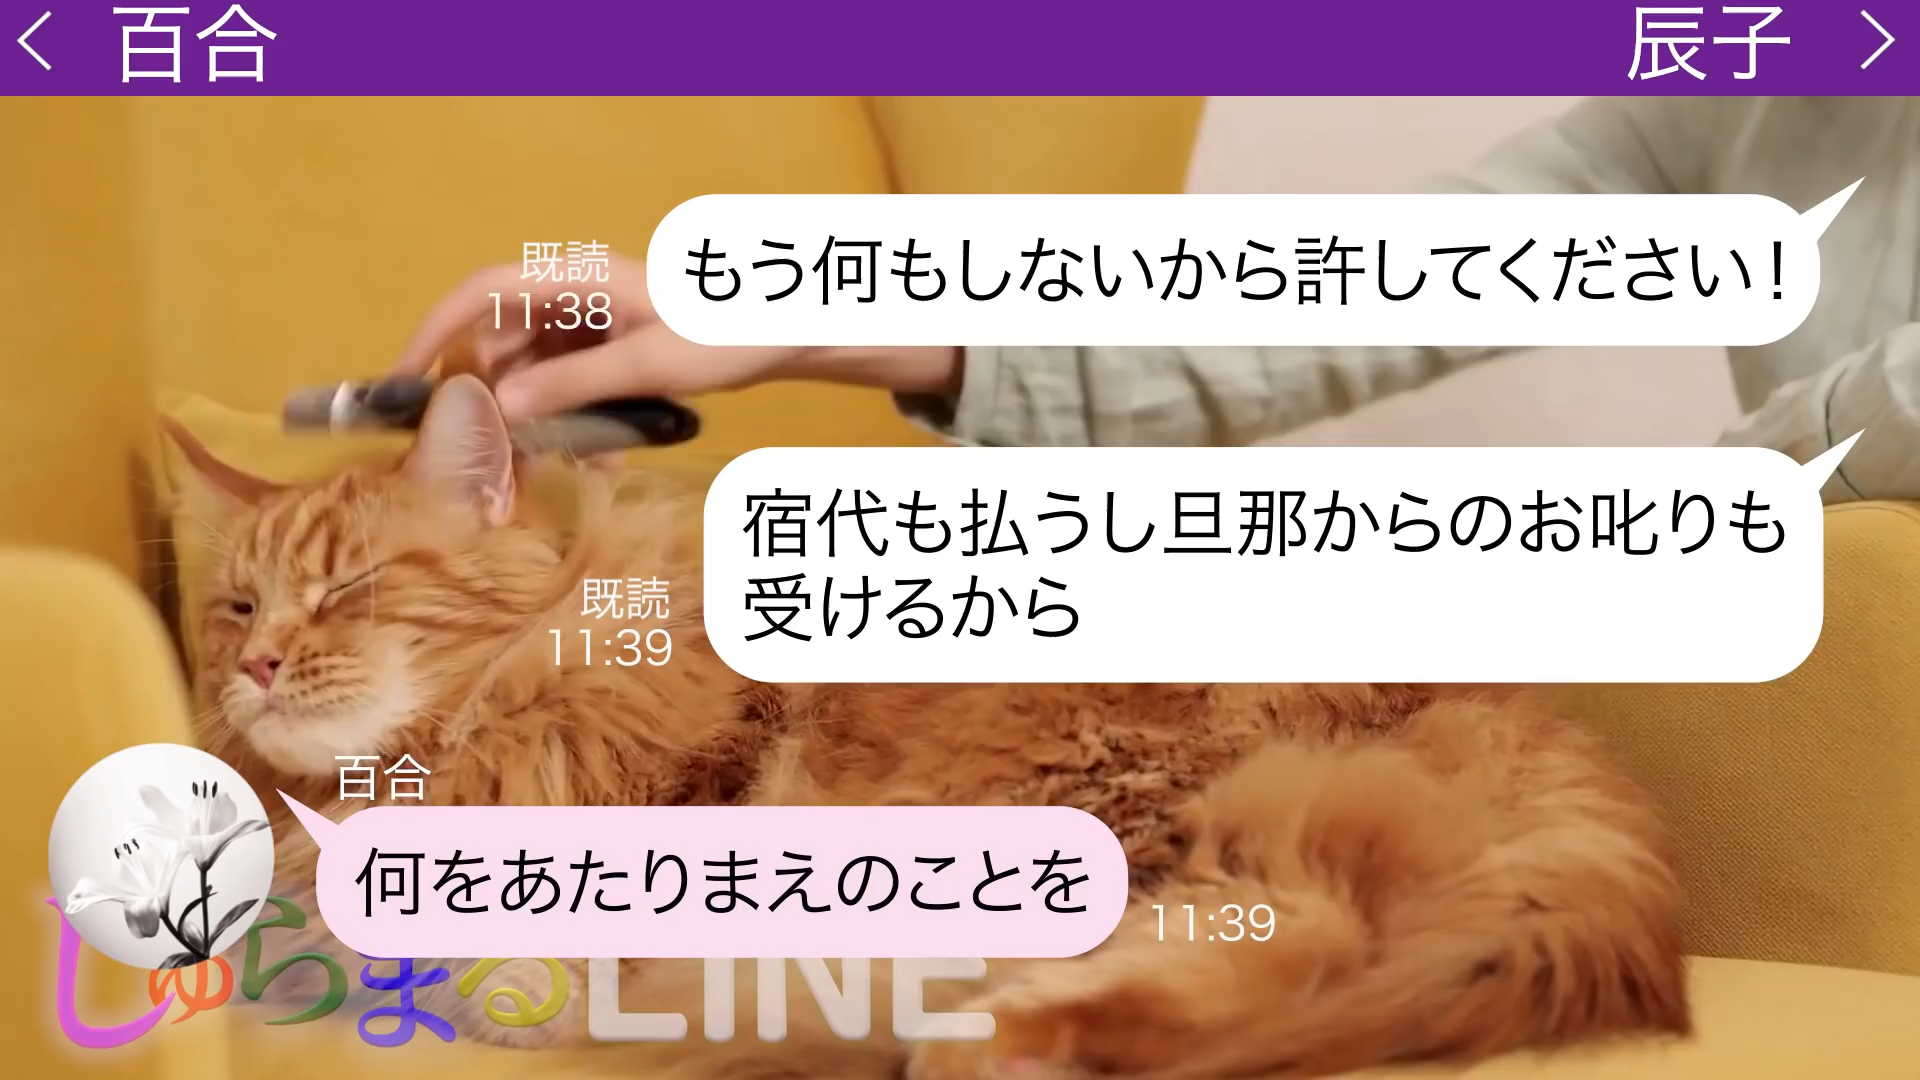 百合
辰子
もう何もしないから許してください！
既読
11:38
宿代も払うし旦那からのお叱りも
受けるから
既読
11:39
百合
何をあたりまえのことを
11:39
しゅらまるLINE